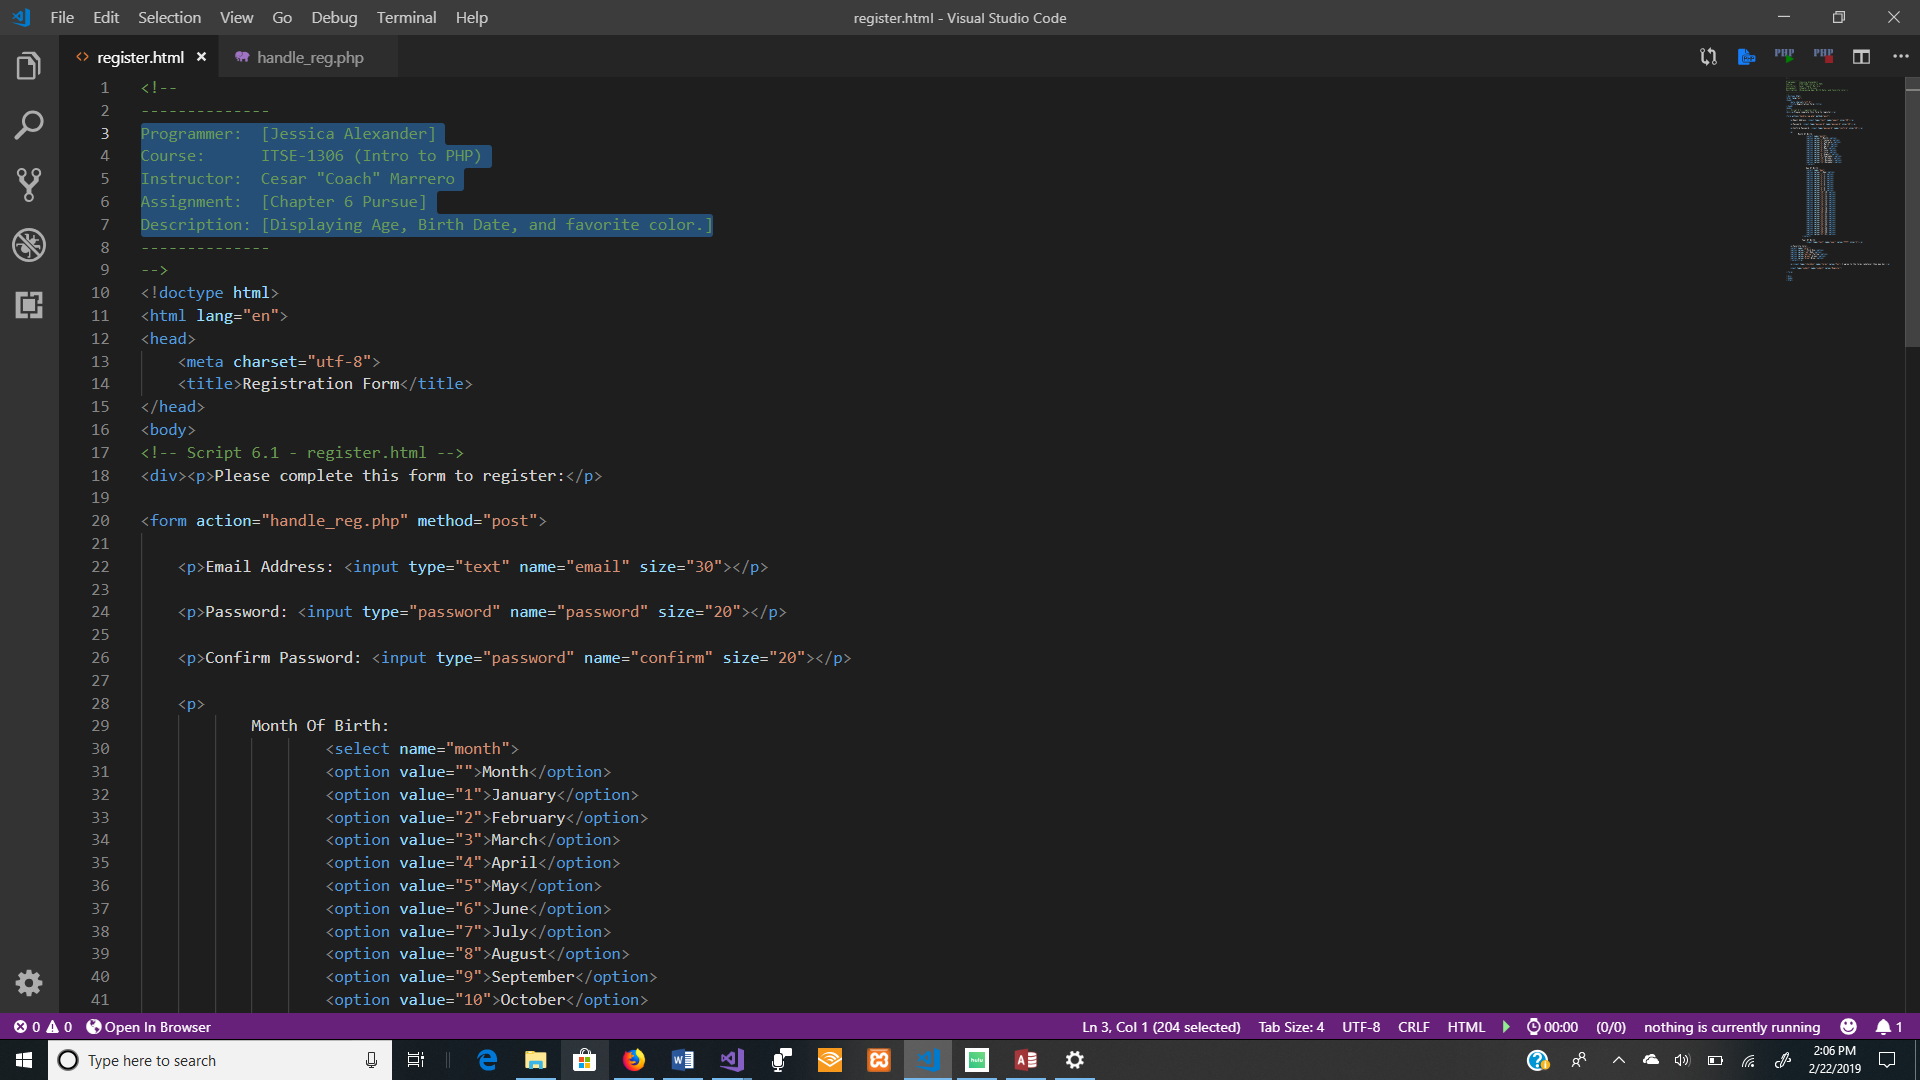 File Edit Selection View Go Debug Terminal Help
register.html - Visual Studio Code
register.html handle_reg.php
PHP PHP
1 <!--
2 --------------
3 Programmer:  [Jessica Alexander]
4 Course:      ITSE-1306 (Intro to PHP)
5 Instructor:  Cesar "Coach" Marrero
6 Assignment:  [Chapter 6 Pursue]
7 Description: [Displaying Age, Birth Date, and favorite color.]
8 --------------
9 -->
10 <!doctype html>
11 <html lang="en">
12 <head>
13     <meta charset="utf-8">
14     <title>Registration Form</title>
15 </head>
16 <body>
17 <!-- Script 6.1 - register.html -->
18 <div><p>Please complete this form to register:</p>
19
20 <form action="handle_reg.php" method="post">
21
22     <p>Email Address: <input type="text" name="email" size="30"></p>
23
24     <p>Password: <input type="password" name="password" size="20"></p>
25
26     <p>Confirm Password: <input type="password" name="confirm" size="20"></p>
27
28     <p>
29             Month Of Birth:
30                     <select name="month">
31                     <option value="">Month</option>
32                     <option value="1">January</option>
33                     <option value="2">February</option>
34                     <option value="3">March</option>
35                     <option value="4">April</option>
36                     <option value="5">May</option>
37                     <option value="6">June</option>
38                     <option value="7">July</option>
39                     <option value="8">August</option>
40                     <option value="9">September</option>
41                     <option value="10">October</option>
0 0 Open In Browser Ln 3, Col 1 (204 selected) Tab Size: 4 UTF-8 CRLF HTML 00:00 (0/0) nothing is currently running 1
Type here to search
hulu
2:06 PM
2/22/2019